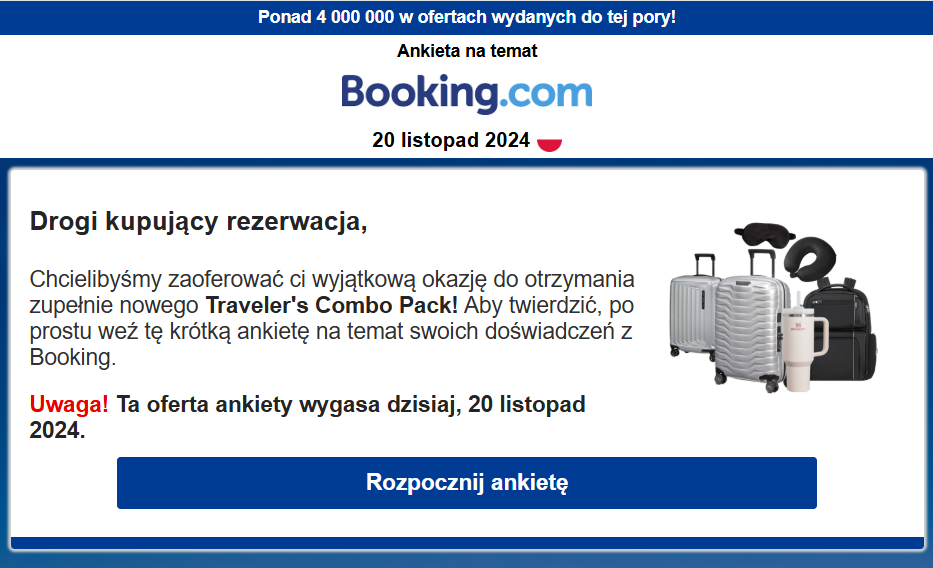 Ponad 4 000 000 w ofertach wydanych do tej pory!
Ankieta na temat
Booking.com
20 listopad 2024
Drogi kupujący rezerwacja,
Chcielibyśmy zaoferować ci wyjątkową okazję do otrzymania
zupełnie nowego Traveler's Combo Pack! Aby twierdzić, po
prostu weź tę krótką ankietę na temat swoich doświadczeń z
Booking.
Uwaga! Ta oferta ankiety wygasa dzisiaj, 20 listopad
2024.
Rozpocznij ankietę